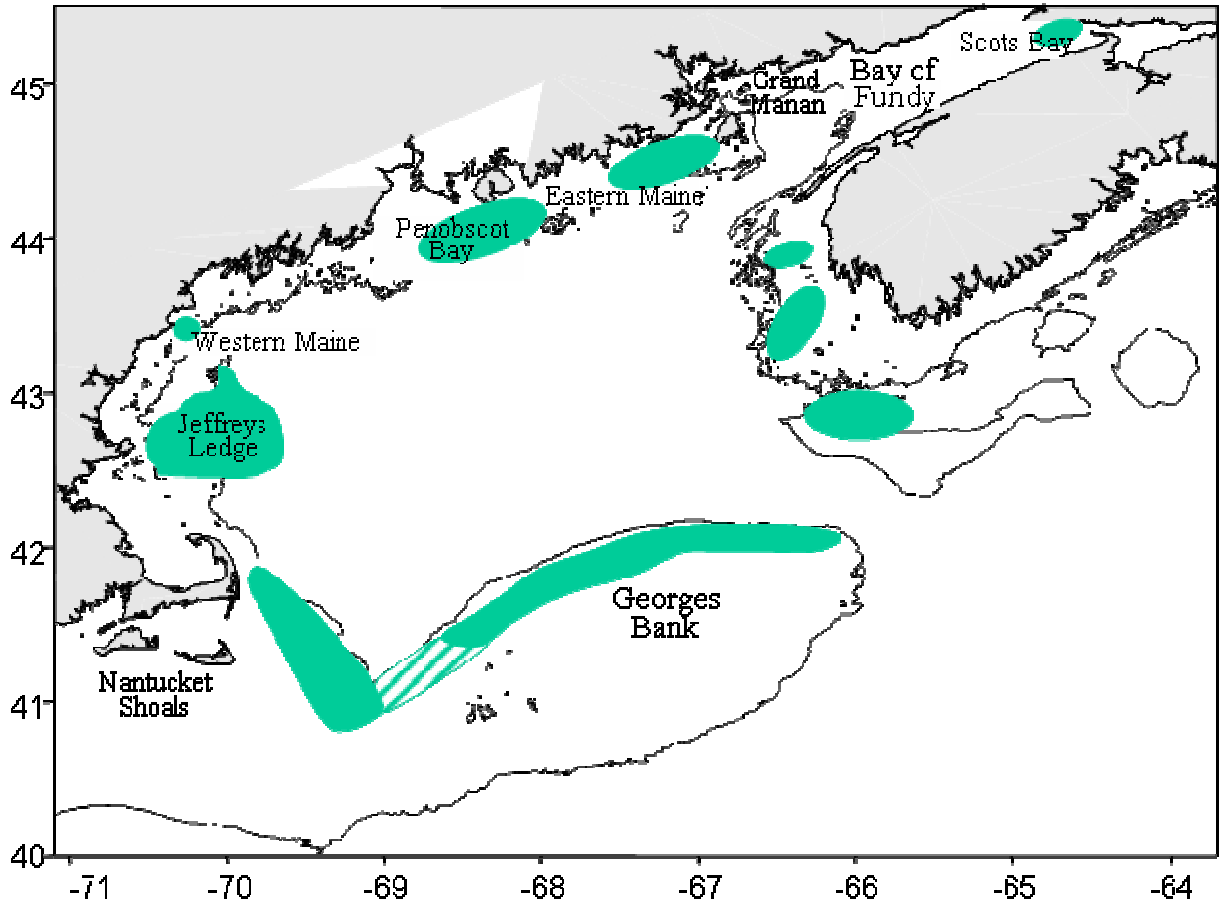 Scots Bay
Bay of
Fundy
Grand
Manan
45
Eastern Maine
Penobscot
Bay
44
Western Maine
43
Jeffreys
Ledge
42
Georges
Bank
Nantucket
Shoals
41
40
-71 -70 -69 -68 -67 -66 -65 -64